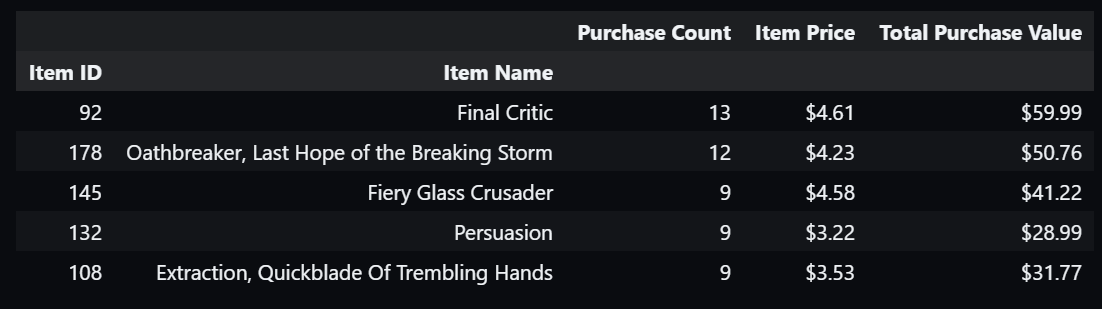 Purchase Count Item Price Total Purchase Value
Item ID Item Name
92 Final Critic 13 $4.61 $59.99
178 Oathbreaker, Last Hope of the Breaking Storm 12 $4.23 $50.76
145 Fiery Glass Crusader 9 $4.58 $41.22
132 Persuasion 9 $3.22 $28.99
108 Extraction, Quickblade Of Trembling Hands 9 $3.53 $31.77